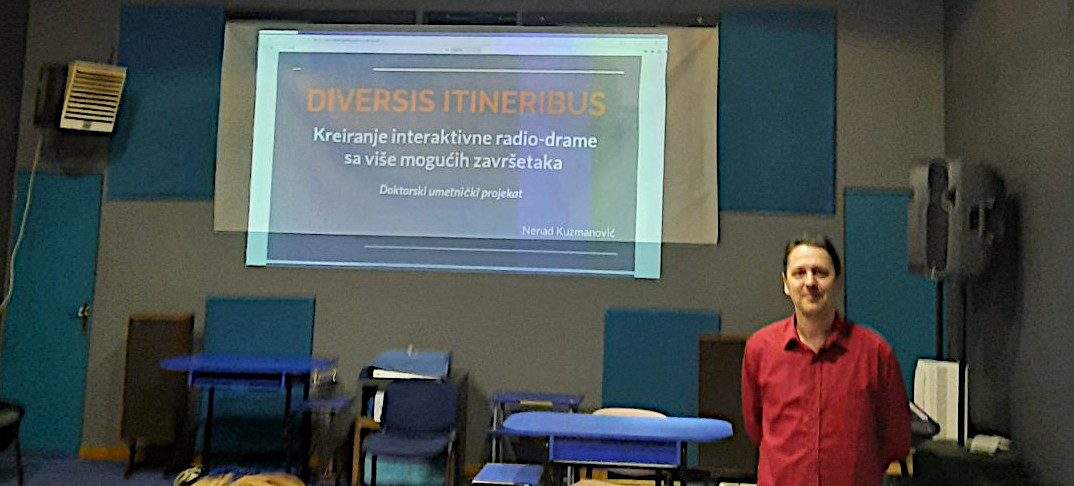 DIVERSIS ITINERIBUS
Kreiranje interaktivne radio-drame
sa više mogućih završetaka
Doktorski umetnički projekat
Nenad Kuzmanović